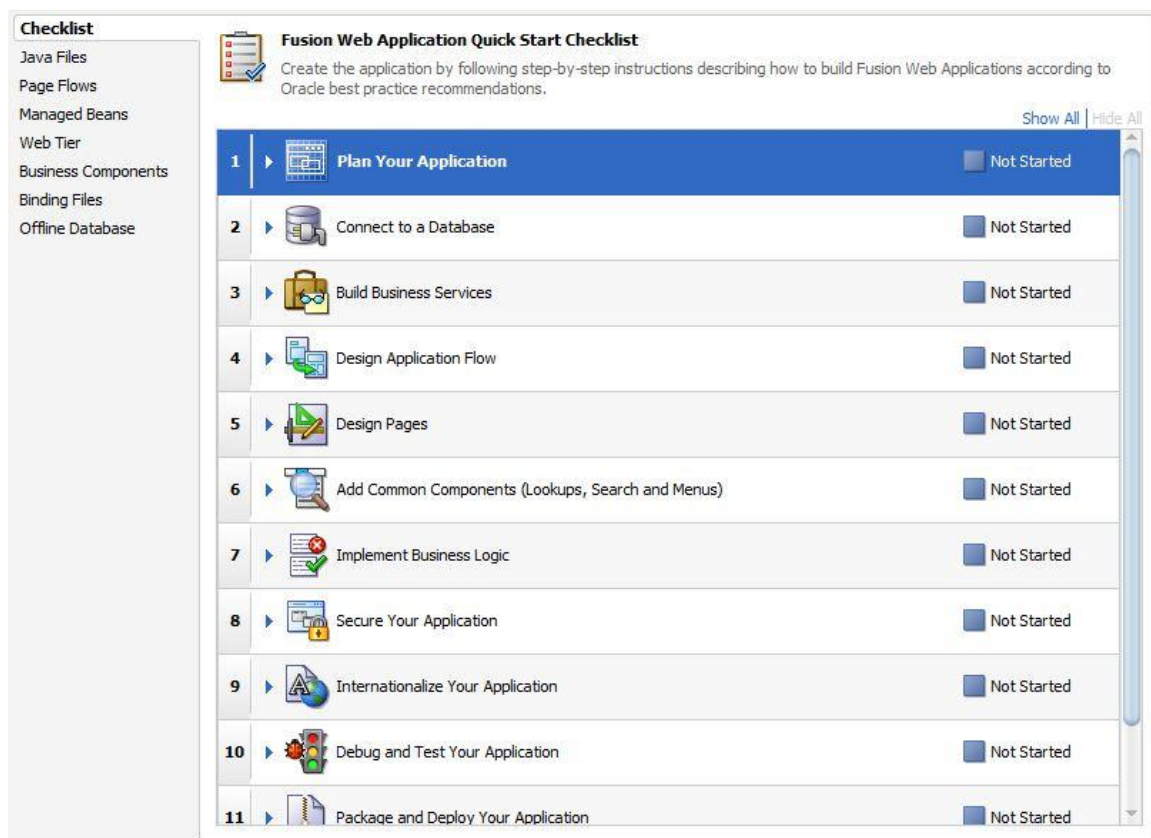 Checklist
Java Files
Page Flows
Managed Beans
Web Tier
Business Components
Binding Files
Offline Database
Fusion Web Application Quick Start Checklist
Create the application by following step-by-step instructions describing how to build Fusion Web Applications according to
Oracle best practice recommendations.
Show All | Hide All
1 Plan Your Application Not Started
2 Connect to a Database Not Started
3 Build Business Services Not Started
4 Design Application Flow Not Started
5 Design Pages Not Started
6 Add Common Components (Lookups, Search and Menus) Not Started
7 Implement Business Logic Not Started
8 Secure Your Application Not Started
9 Internationalize Your Application Not Started
10 Debug and Test Your Application Not Started
11 Package and Deploy Your Application Not Started